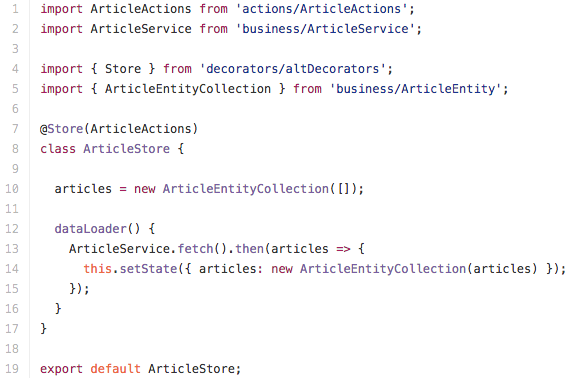 1 import ArticleActions from 'actions/ArticleActions';
2 import ArticleService from 'business/ArticleService';
3
4 import { Store } from 'decorators/altDecorators';
5 import { ArticleEntityCollection } from 'business/ArticleEntity';
6
7 @Store(ArticleActions)
8 class ArticleStore {
9
10   articles = new ArticleEntityCollection([]);
11
12   dataLoader() {
13     ArticleService.fetch().then(articles => {
14       this.setState({ articles: new ArticleEntityCollection(articles) });
15     });
16   }
17 }
18
19 export default ArticleStore;